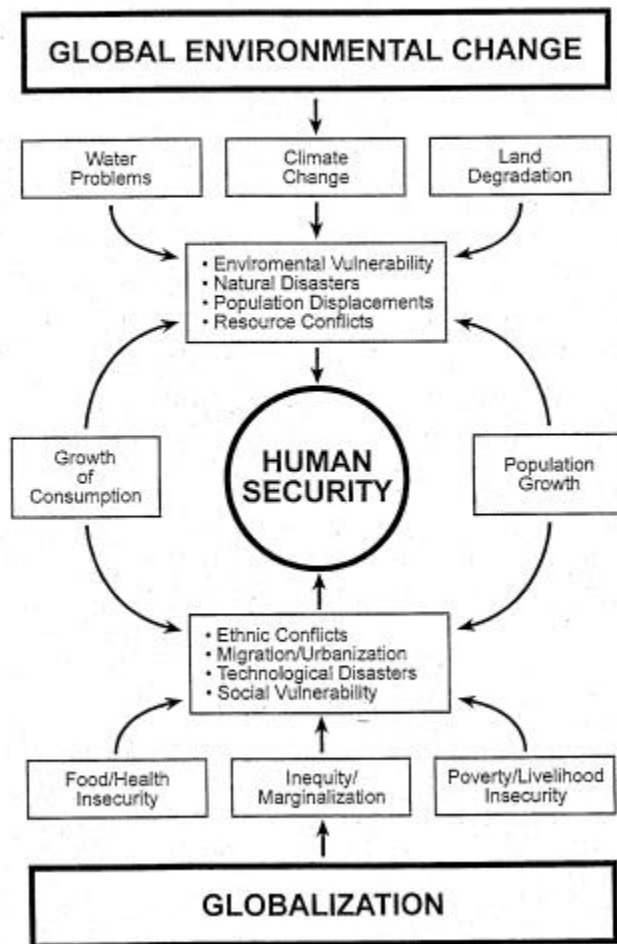 GLOBAL ENVIRONMENTAL CHANGE
Water
Problems
Climate
Change
Land
Degradation
• Enviromental Vulnerability
• Natural Disasters
• Population Displacements
• Resource Conflicts
Growth
of
Consumption
HUMAN
SECURITY
Population
Growth
• Ethnic Conflicts
• Migration/Urbanization
• Technological Disasters
• Social Vulnerability
Food/Health
Insecurity
Inequity/
Marginalization
Poverty/Livelihood
Insecurity
GLOBALIZATION